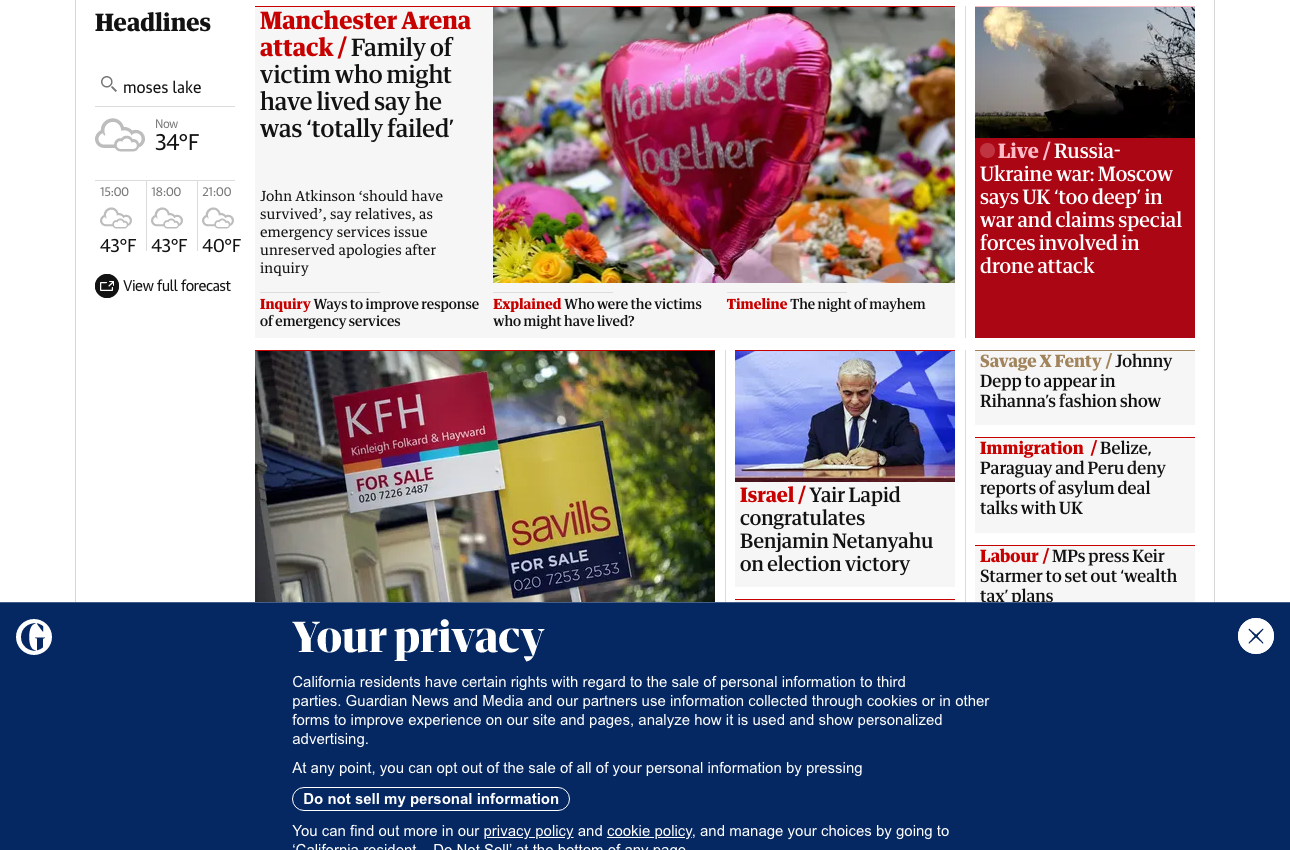 Headlines
moses lake
Now
34°F
15:00
18:00
21:00
43°F
43°F
40°F
View full forecast
Manchester Arena
attack / Family of
victim who might
have lived say he
was ‘totally failed’
John Atkinson ‘should have
survived’, say relatives, as
emergency services issue
unreserved apologies after
inquiry
Manchester
Together
Inquiry Ways to improve response
of emergency services
Explained Who were the victims
who might have lived?
Timeline The night of mayhem
Live / Russia-
Ukraine war: Moscow
says UK ‘too deep’ in
war and claims special
forces involved in
drone attack
KFH
Kinleigh Folkard & Hayward
FOR SALE
020 7226 2487
savills
FOR SALE
020 7253 2533
Israel / Yair Lapid
congratulates
Benjamin Netanyahu
on election victory
Savage X Fenty / Johnny
Depp to appear in
Rihanna’s fashion show
Immigration / Belize,
Paraguay and Peru deny
reports of asylum deal
talks with UK
Labour / MPs press Keir
Starmer to set out ‘wealth
tax’ plans
G
Your privacy
California residents have certain rights with regard to the sale of personal information to third
parties. Guardian News and Media and our partners use information collected through cookies or in other
forms to improve experience on our site and pages, analyze how it is used and show personalized
advertising.
At any point, you can opt out of the sale of all of your personal information by pressing
Do not sell my personal information
You can find out more in our privacy policy and cookie policy, and manage your choices by going to
‘California resident – Do Not Sell’ at the bottom of any page.